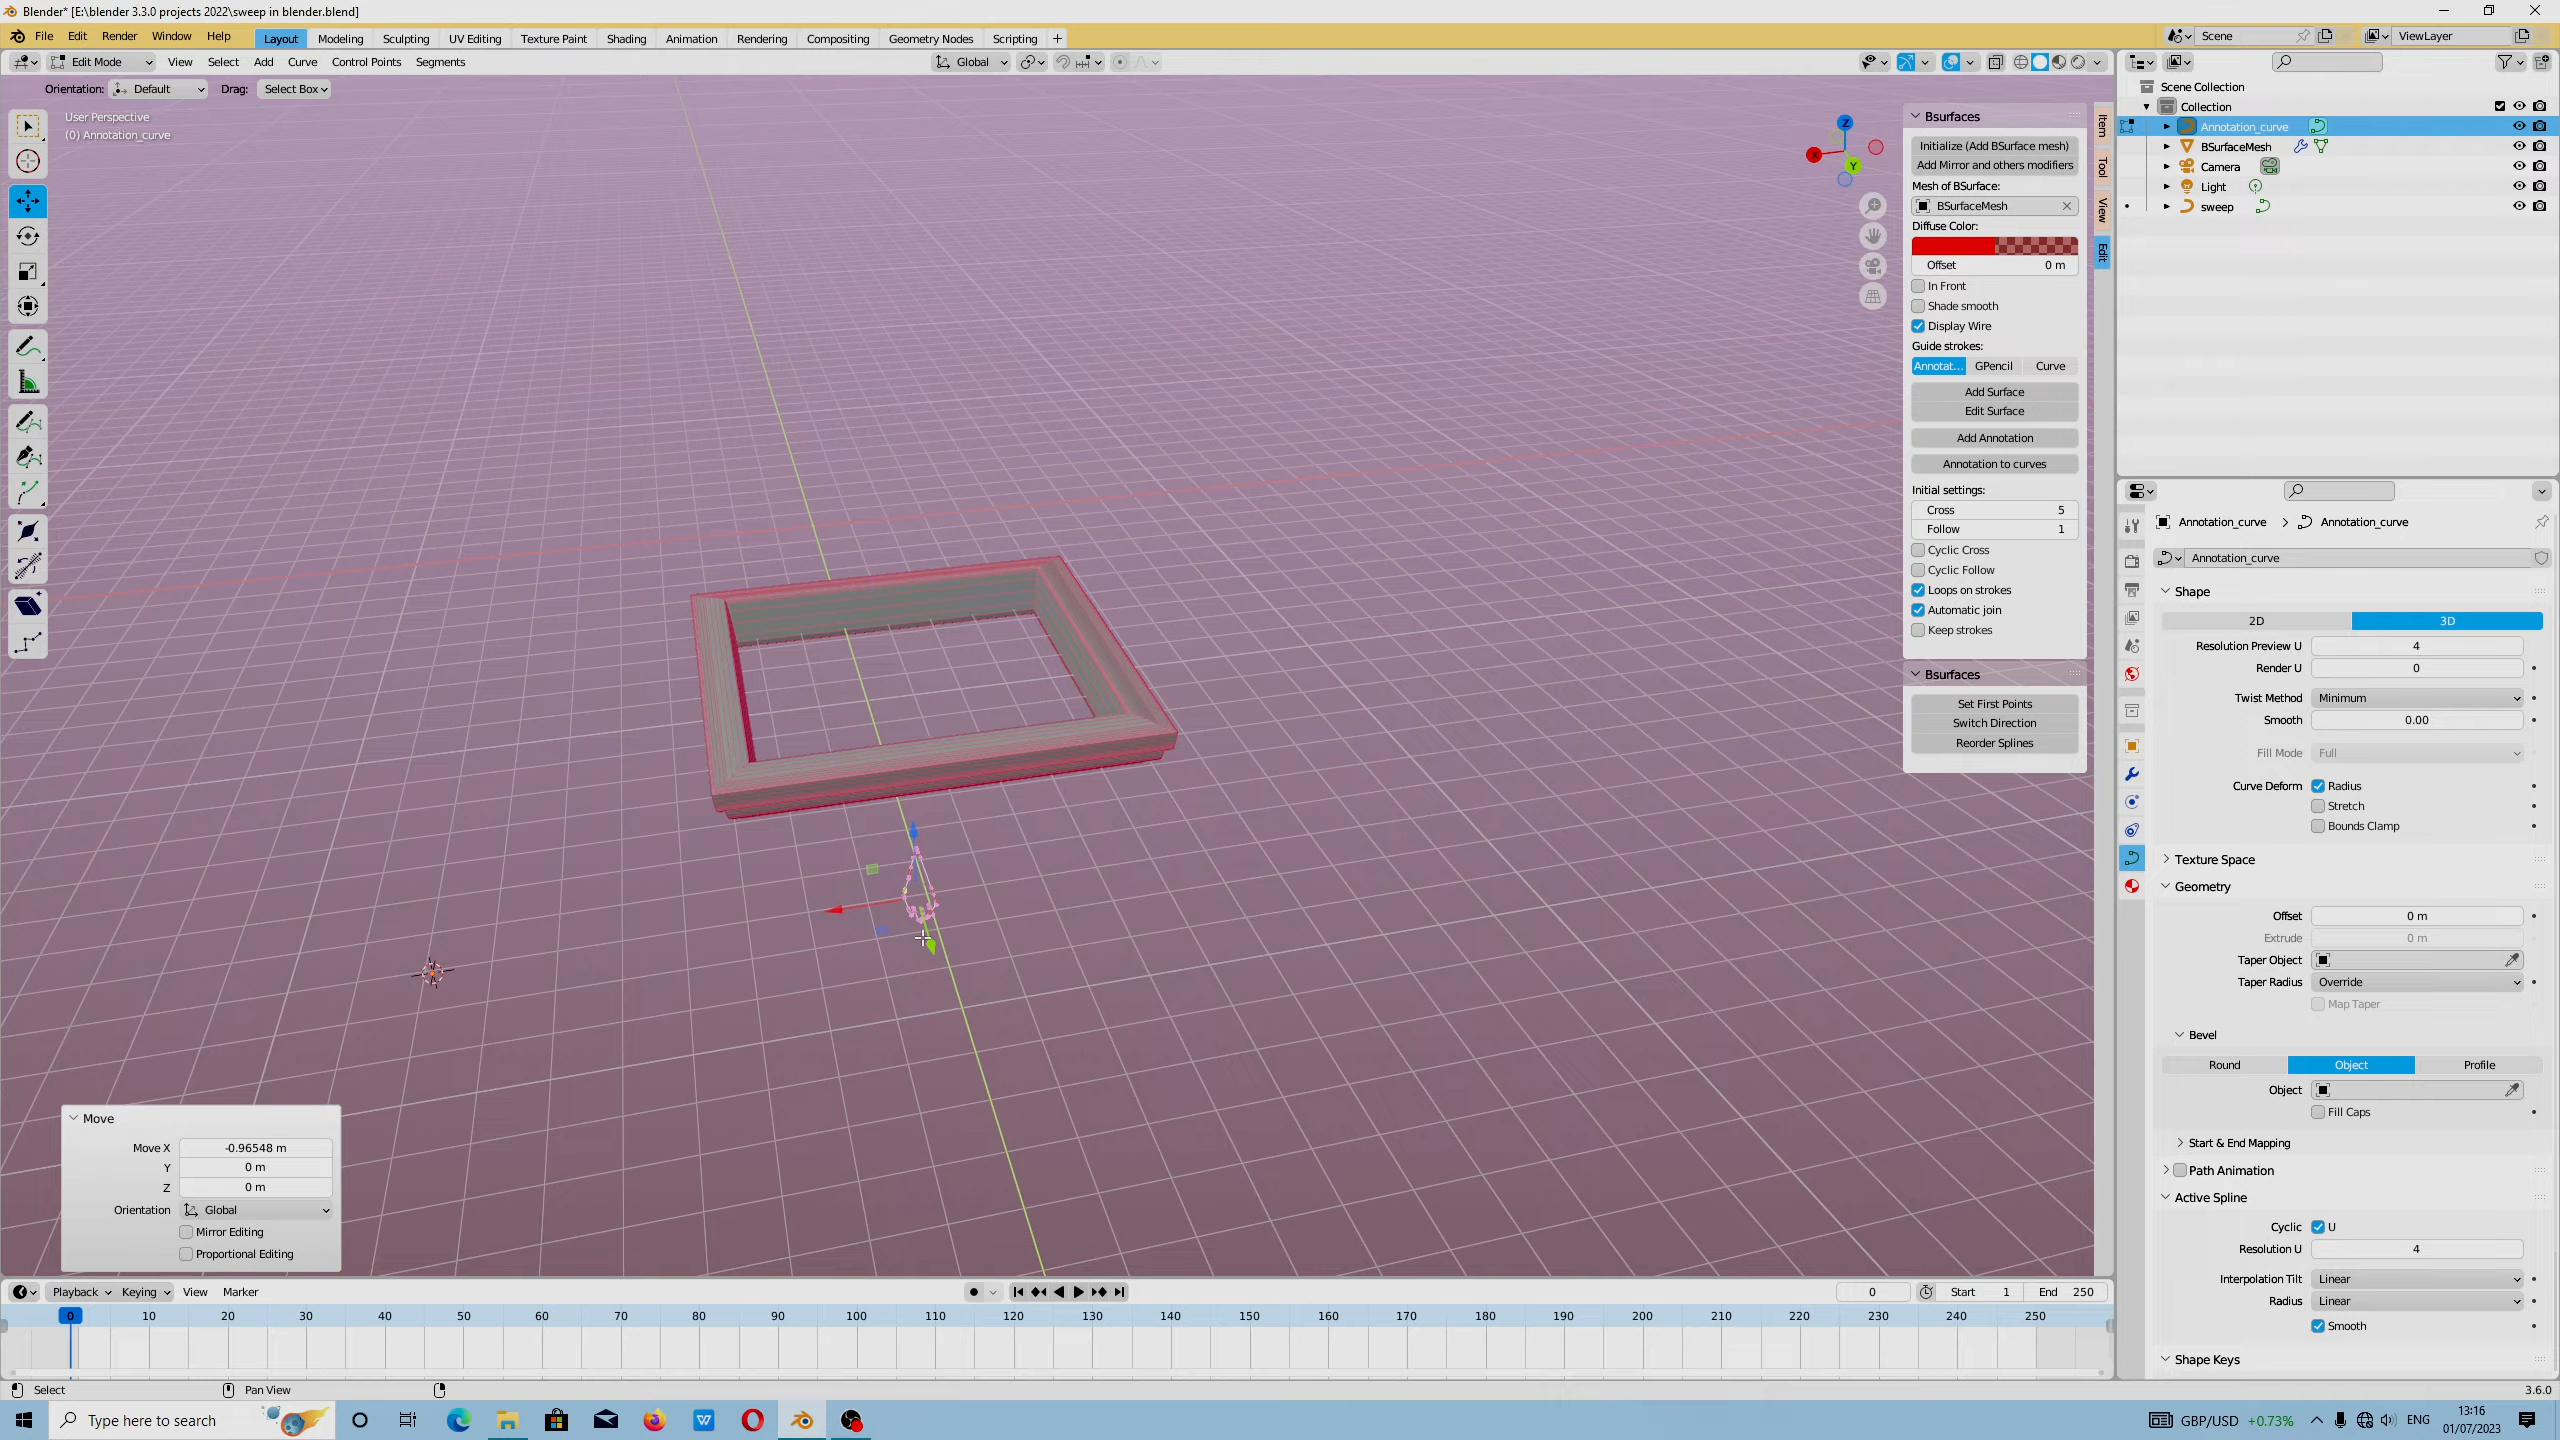 Blender* [E:\blender 3.3.0 projects 2022\sweep in blender.blend]
File Edit Render Window Help Layout Modeling Sculpting UV Editing Texture Paint Shading Animation Rendering Compositing Geometry Nodes Scripting + Scene ViewLayer
Edit Mode View Select Add Curve Control Points Segments Global
Orientation: Default Drag: Select Box
User Perspective
(0) Annotation_curve
Z
X
Y
Bsurfaces
Initialize (Add BSurface mesh)
Add Mirror and others modifiers
Mesh of BSurface:
BSurfaceMesh
Diffuse Color:
Offset 0 m
In Front
Shade smooth
Display Wire
Guide strokes:
Annotat... GPencil Curve
Add Surface
Edit Surface
Add Annotation
Annotation to curves
Initial settings:
Cross 5
Follow 1
Cyclic Cross
Cyclic Follow
Loops on strokes
Automatic join
Keep strokes
Bsurfaces
Set First Points
Switch Direction
Reorder Splines
Item
Tool
View
Edit
Scene Collection
Collection
Annotation_curve
BSurfaceMesh
Camera
Light
sweep
Annotation_curve > Annotation_curve
Annotation_curve
Shape
2D 3D
Resolution Preview U 4
Render U 0
Twist Method Minimum
Smooth 0.00
Fill Mode Full
Curve Deform Radius
Stretch
Bounds Clamp
Texture Space
Geometry
Offset 0 m
Extrude 0 m
Taper Object
Taper Radius Override
Map Taper
Bevel
Round Object Profile
Object
Fill Caps
Start & End Mapping
Path Animation
Active Spline
Cyclic U
Resolution U 4
Interpolation Tilt Linear
Radius Linear
Smooth
Shape Keys
Move
Move X -0.96548 m
Y 0 m
Z 0 m
Orientation Global
Mirror Editing
Proportional Editing
Playback Keying View Marker 0 Start 1 End 250
0 10 20 30 40 50 60 70 80 90 100 110 120 130 140 150 160 170 180 190 200 210 220 230 240 250
Select Pan View 3.6.0
Type here to search GBP/USD +0.73% ENG 13:16
01/07/2023